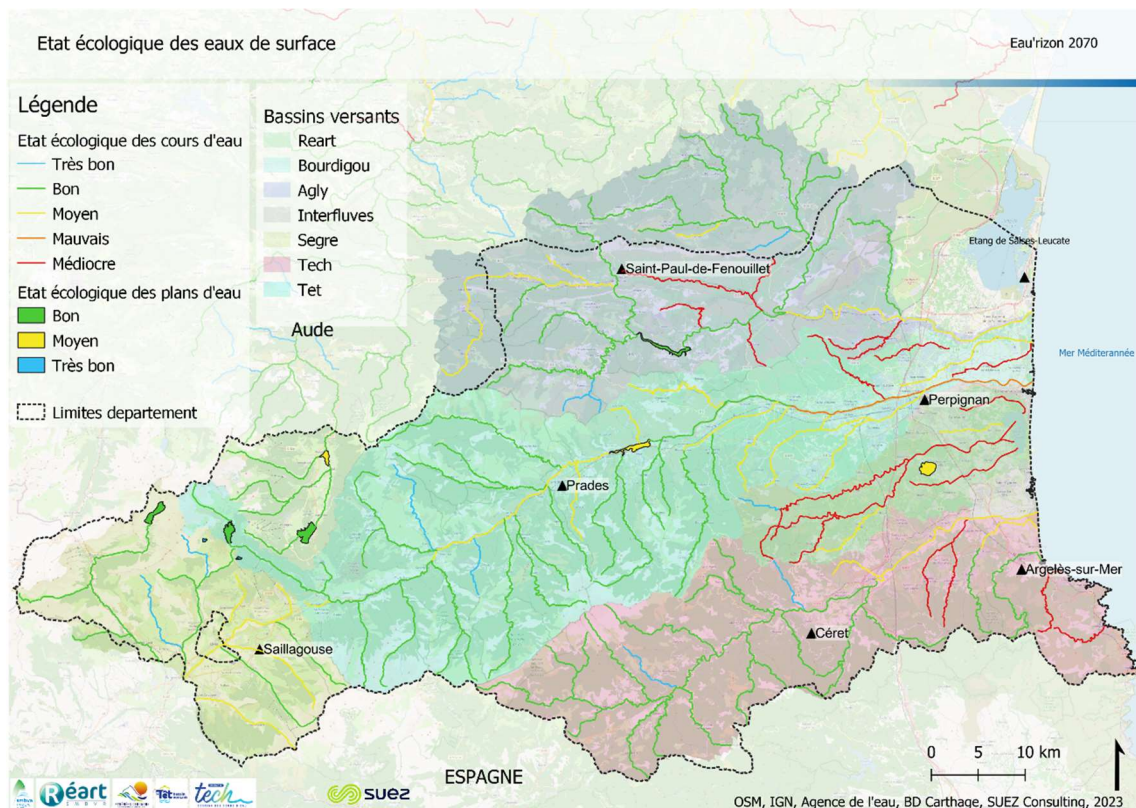 Etat écologique des eaux de surface
Eau'rizon 2070
Légende
Etat écologique des cours d'eau
Très bon
Bon
Moyen
Mauvais
Médiocre
Etat écologique des plans d'eau
Bon
Moyen
Très bon
Limites departement
Bassins versants
Reart
Bourdigou
Agly
Interfluves
Segre
Tech
Tet
Aude
Etang de Salses-Leucate
Saint-Paul-de-Fenouillet
Mer Méditerannée
Perpignan
Prades
Argelès-sur-Mer
Céret
Saillagouse
ESPAGNE
0 5 10 km
Réart
Têt
tech
suez
OSM, IGN, Agence de l'eau, BD Carthage, SUEZ Consulting, 2023